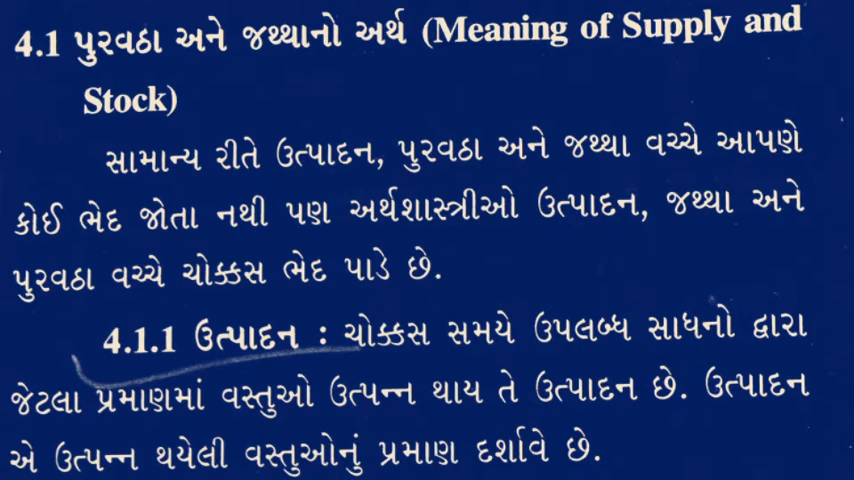 4.1 પુરવઠા અને જથ્થાનો અર્થ (Meaning of Supply and
Stock)
સામાન્ય રીતે ઉત્પાદન, પુરવઠા અને જથ્થા વચ્ચે આપણે
કોઈ ભેદ જોતા નથી પણ અર્થશાસ્ત્રીઓ ઉત્પાદન, જથ્થા અને
પુરવઠા વચ્ચે ચોક્કસ ભેદ પાડે છે.
4.1.1 ઉત્પાદન : ચોક્કસ સમયે ઉપલબ્ધ સાધનો દ્વારા
જેટલા પ્રમાણમાં વસ્તુઓ ઉત્પન્ન થાય તે ઉત્પાદન છે. ઉત્પાદન
એ ઉત્પન્ન થયેલી વસ્તુઓનું પ્રમાણ દર્શાવે છે.